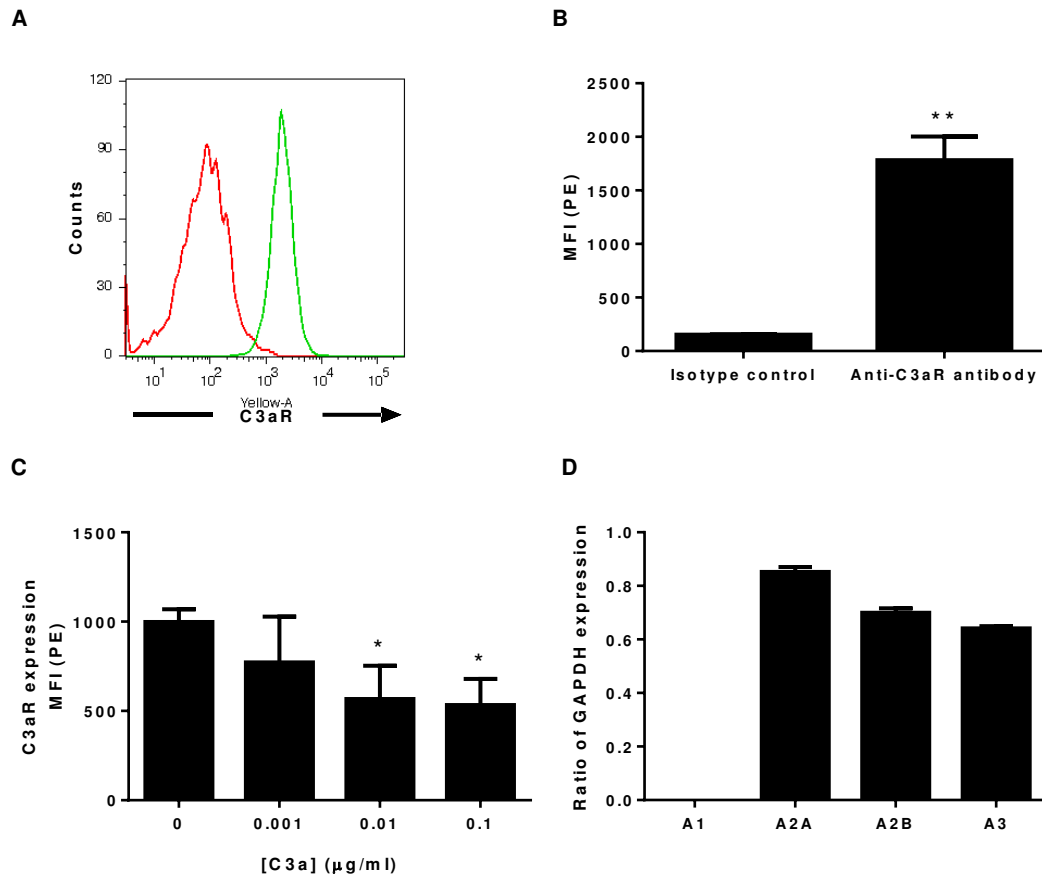 A
120
90
60
30
0
Counts
10^1 10^2 10^3 10^4 10^5
Yellow-A
C3aR
B
2500
2000
1500
1000
500
0
MFI (PE)
**
Isotype control Anti-C3aR antibody
C
1500
1000
500
0
C3aR expression
MFI (PE)
* *
0 0.001 0.01 0.1
[C3a] (μg/ml)
D
1.0
0.8
0.6
0.4
0.2
0.0
Ratio of GAPDH expression
A1 A2A A2B A3